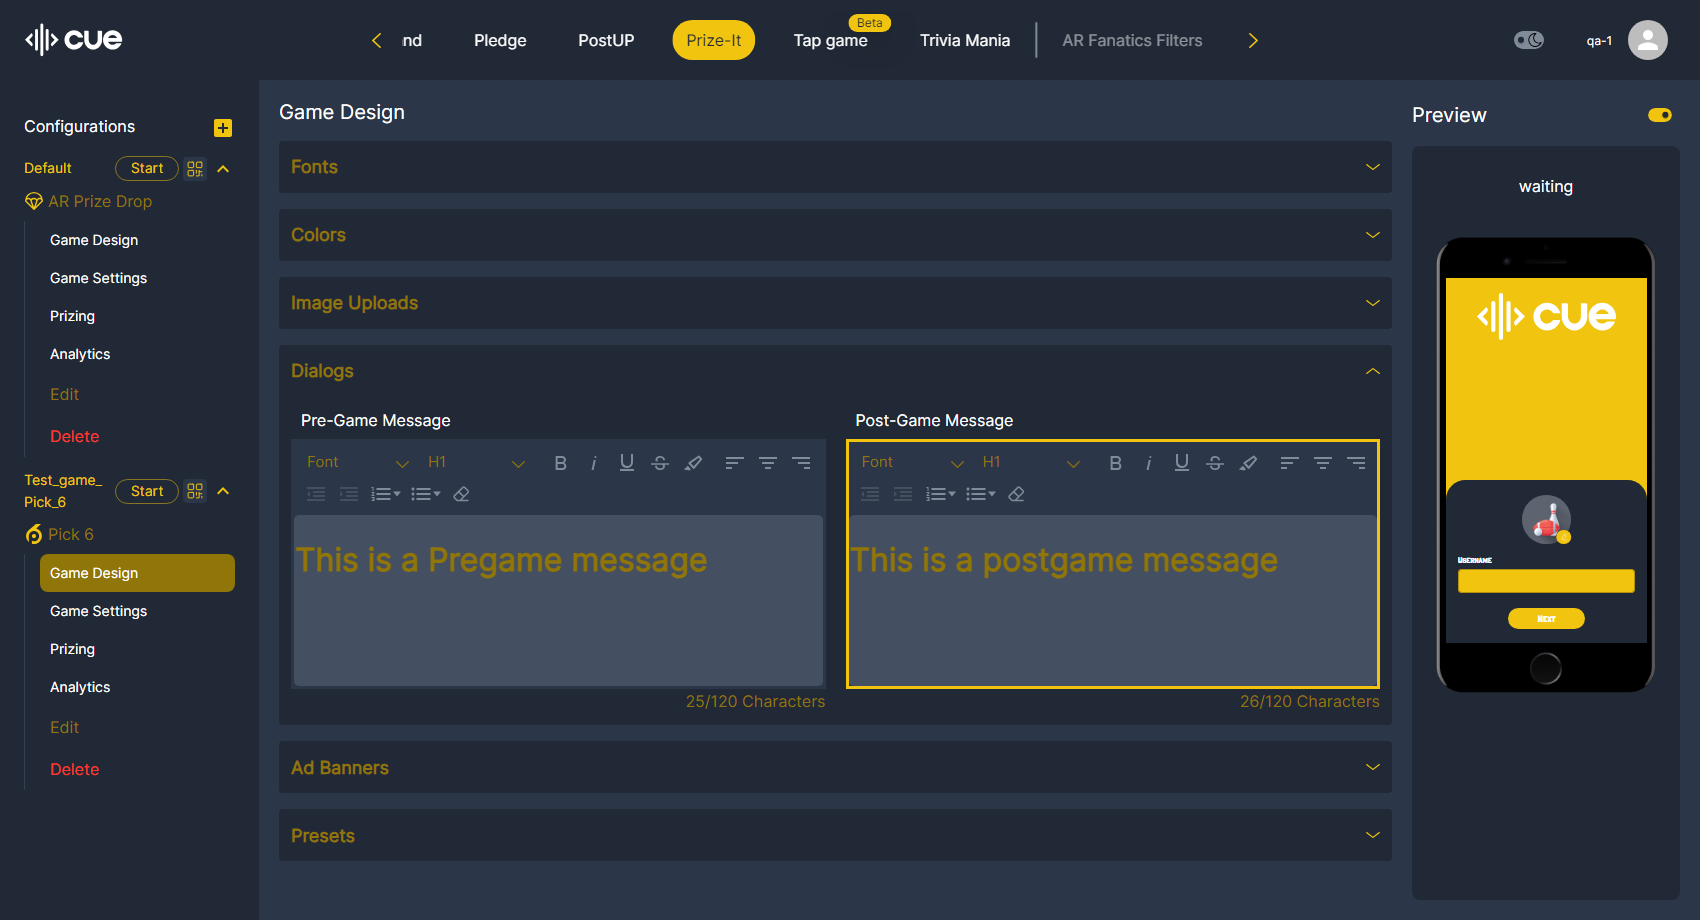 cue
nd
Pledge
PostUP
Prize-It
Tap game
Beta
Trivia Mania
AR Fanatics Filters
qa-1
Configurations
Default
Start
AR Prize Drop
Game Design
Game Settings
Prizing
Analytics
Edit
Delete
Test_game_
Pick_6
Start
Pick 6
Game Design
Game Settings
Prizing
Analytics
Edit
Delete
Game Design
Fonts
Colors
Image Uploads
Dialogs
Pre-Game Message
Font
H1
This is a Pregame message
25/120 Characters
Post-Game Message
Font
H1
This is a postgame message
26/120 Characters
Ad Banners
Presets
Preview
waiting
cue
Username
Next